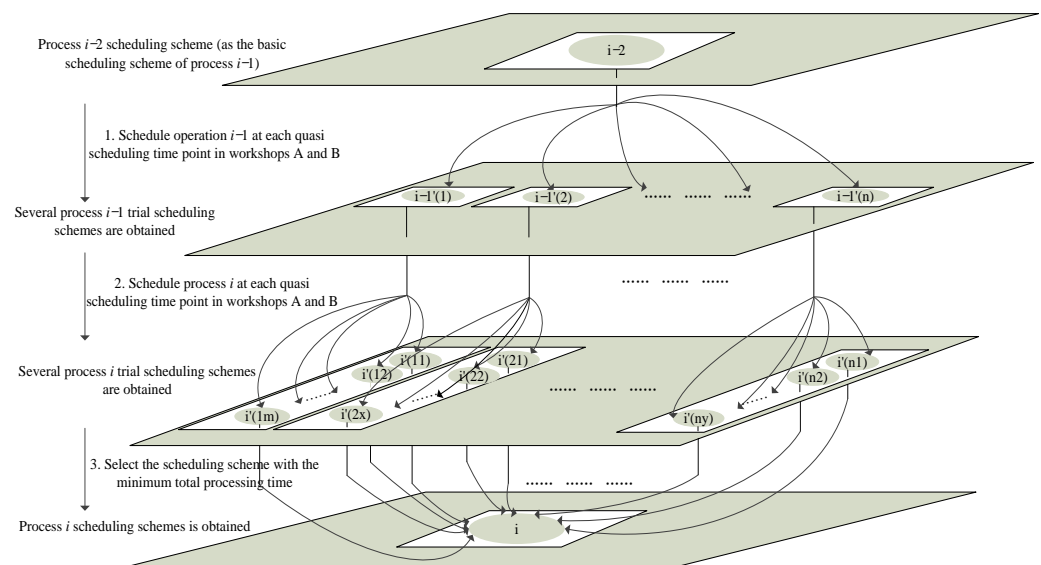 Process i−2 scheduling scheme (as the basic
scheduling scheme of process i−1)
i−2
1. Schedule operation i−1 at each quasi
scheduling time point in workshops A and B
i−1'(1)
i−1'(2)
...... ...... ......
i−1'(n)
Several process i−1 trial scheduling
schemes are obtained
2. Schedule process i at each quasi
scheduling time point in workshops A and B
...... ...... ......
Several process i trial scheduling schemes
are obtained
i'(11)
i'(12)
......
i'(1m)
i'(21)
i'(22)
......
i'(2x)
...... ...... ......
i'(n1)
i'(n2)
......
i'(ny)
3. Select the scheduling scheme with the
minimum total processing time
...... ...... ......
Process i scheduling schemes is obtained
i